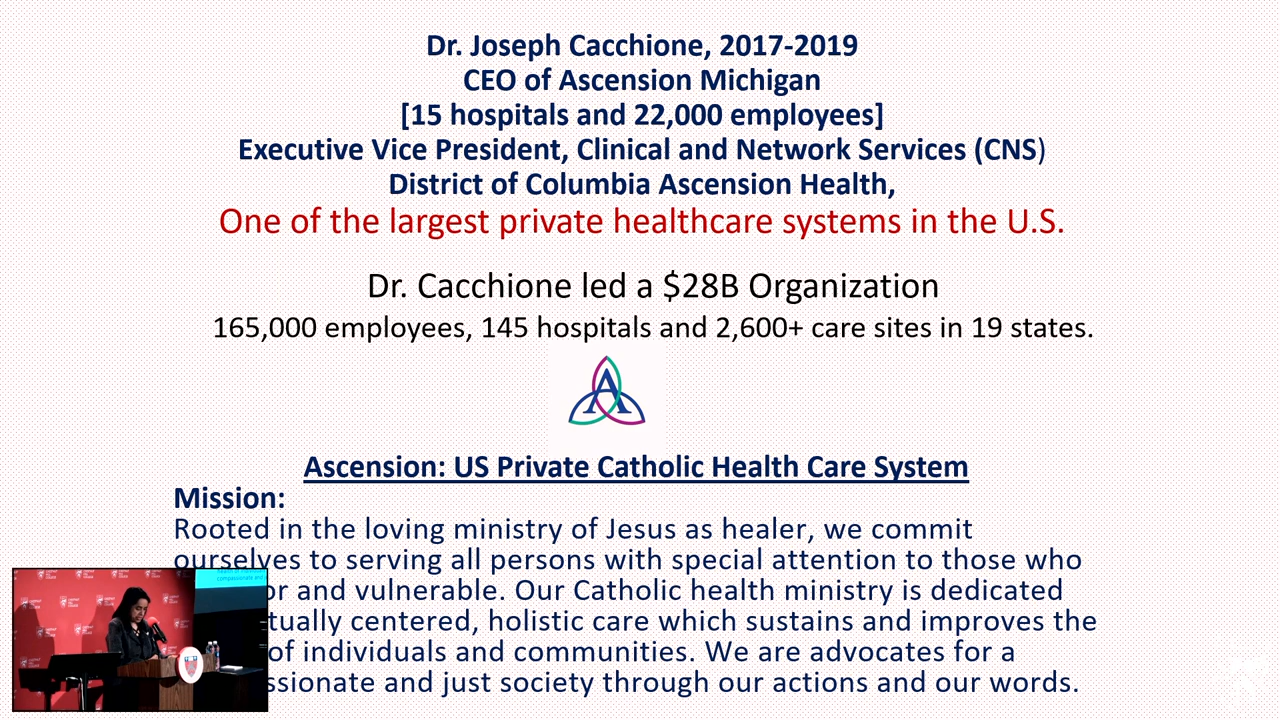 Dr. Joseph Cacchione, 2017-2019
CEO of Ascension Michigan
[15 hospitals and 22,000 employees]
Executive Vice President, Clinical and Network Services (CNS)
District of Columbia Ascension Health,
One of the largest private healthcare systems in the U.S.
Dr. Cacchione led a $28B Organization
165,000 employees, 145 hospitals and 2,600+ care sites in 19 states.
A
Ascension: US Private Catholic Health Care System
Mission:
Rooted in the loving ministry of Jesus as healer, we commit
ourselves to serving all persons with special attention to those who
and vulnerable. Our Catholic health ministry is dedicated
centered, holistic care which sustains and improves the
of individuals and communities. We are advocates for a
and just society through our actions and our words.